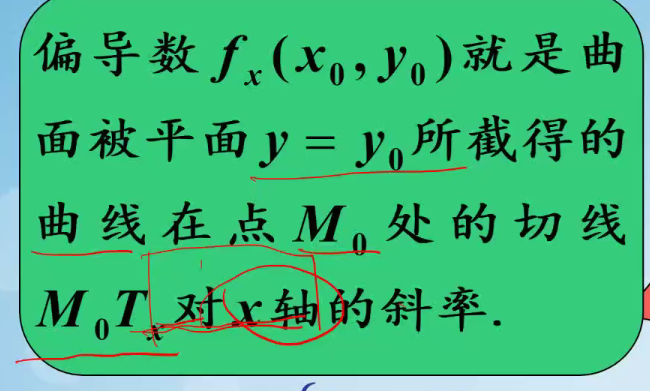 偏导数 f_x(x_0, y_0)就是曲
面被平面 y = y_0 所截得的
曲线在点 M_0 处的切线
M_0T_x 对 x 轴的斜率.